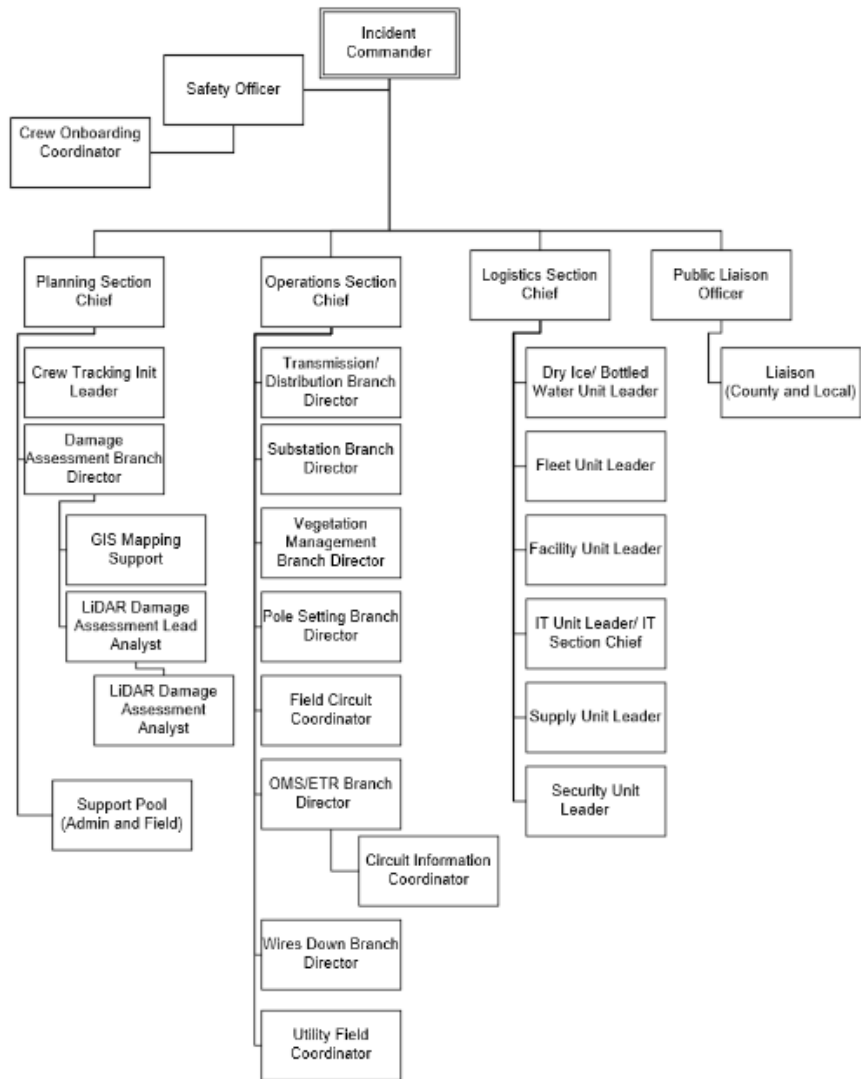 Incident
Commander
Safety Officer
Crew Onboarding
Coordinator
Planning Section
Chief
Operations Section
Chief
Logistics Section
Chief
Public Liaison
Officer
Crew Tracking Init
Leader
Damage
Assessment Branch
Director
GIS Mapping
Support
LiDAR Damage
Assessment Lead
Analyst
LiDAR Damage
Assessment
Analyst
Support Pool
(Admin and Field)
Transmission/
Distribution Branch
Director
Substation Branch
Director
Vegetation
Management
Branch Director
Pole Setting Branch
Director
Field Circuit
Coordinator
OMS/ETR Branch
Director
Circuit Information
Coordinator
Wires Down Branch
Director
Utility Field
Coordinator
Dry Ice/ Bottled
Water Unit Leader
Fleet Unit Leader
Facility Unit Leader
IT Unit Leader/ IT
Section Chief
Supply Unit Leader
Security Unit
Leader
Liaison
(County and Local)